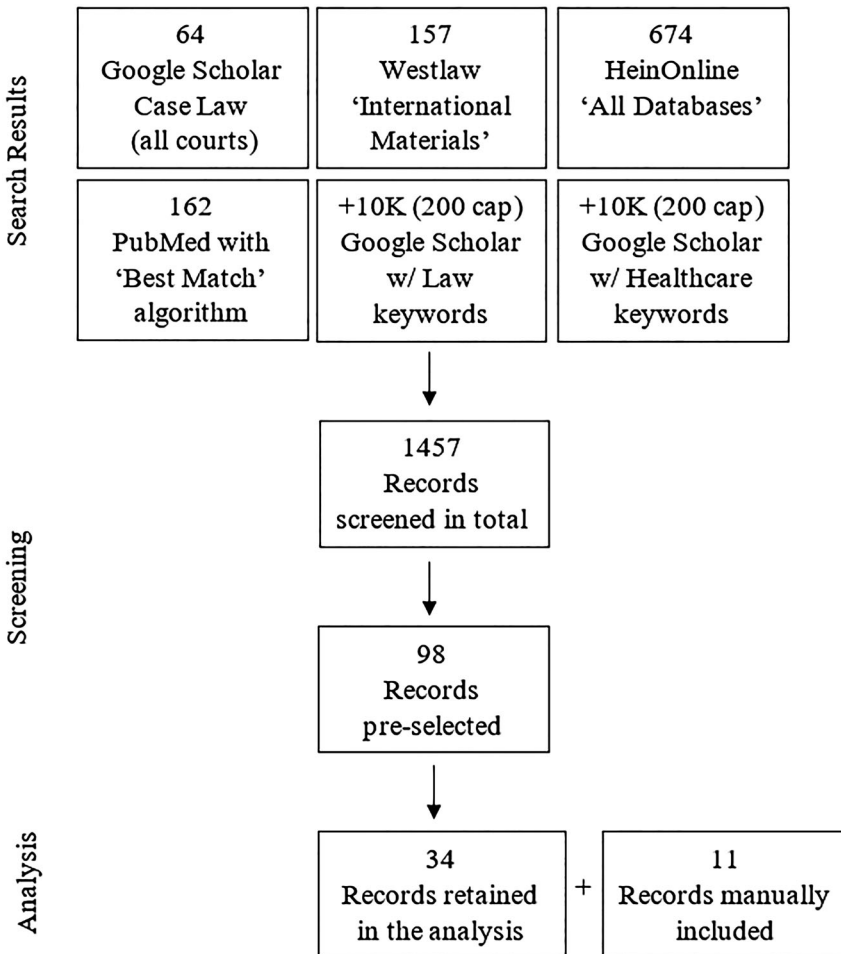 Search Results
64
Google Scholar
Case Law
(all courts)
157
Westlaw
‘International
Materials’
674
HeinOnline
‘All Databases’
162
PubMed with
‘Best Match’
algorithm
+10K (200 cap)
Google Scholar
w/ Law
keywords
+10K (200 cap)
Google Scholar
w/ Healthcare
keywords
Screening
1457
Records
screened in total
98
Records
pre-selected
Analysis
34
Records retained
in the analysis
+
11
Records manually
included